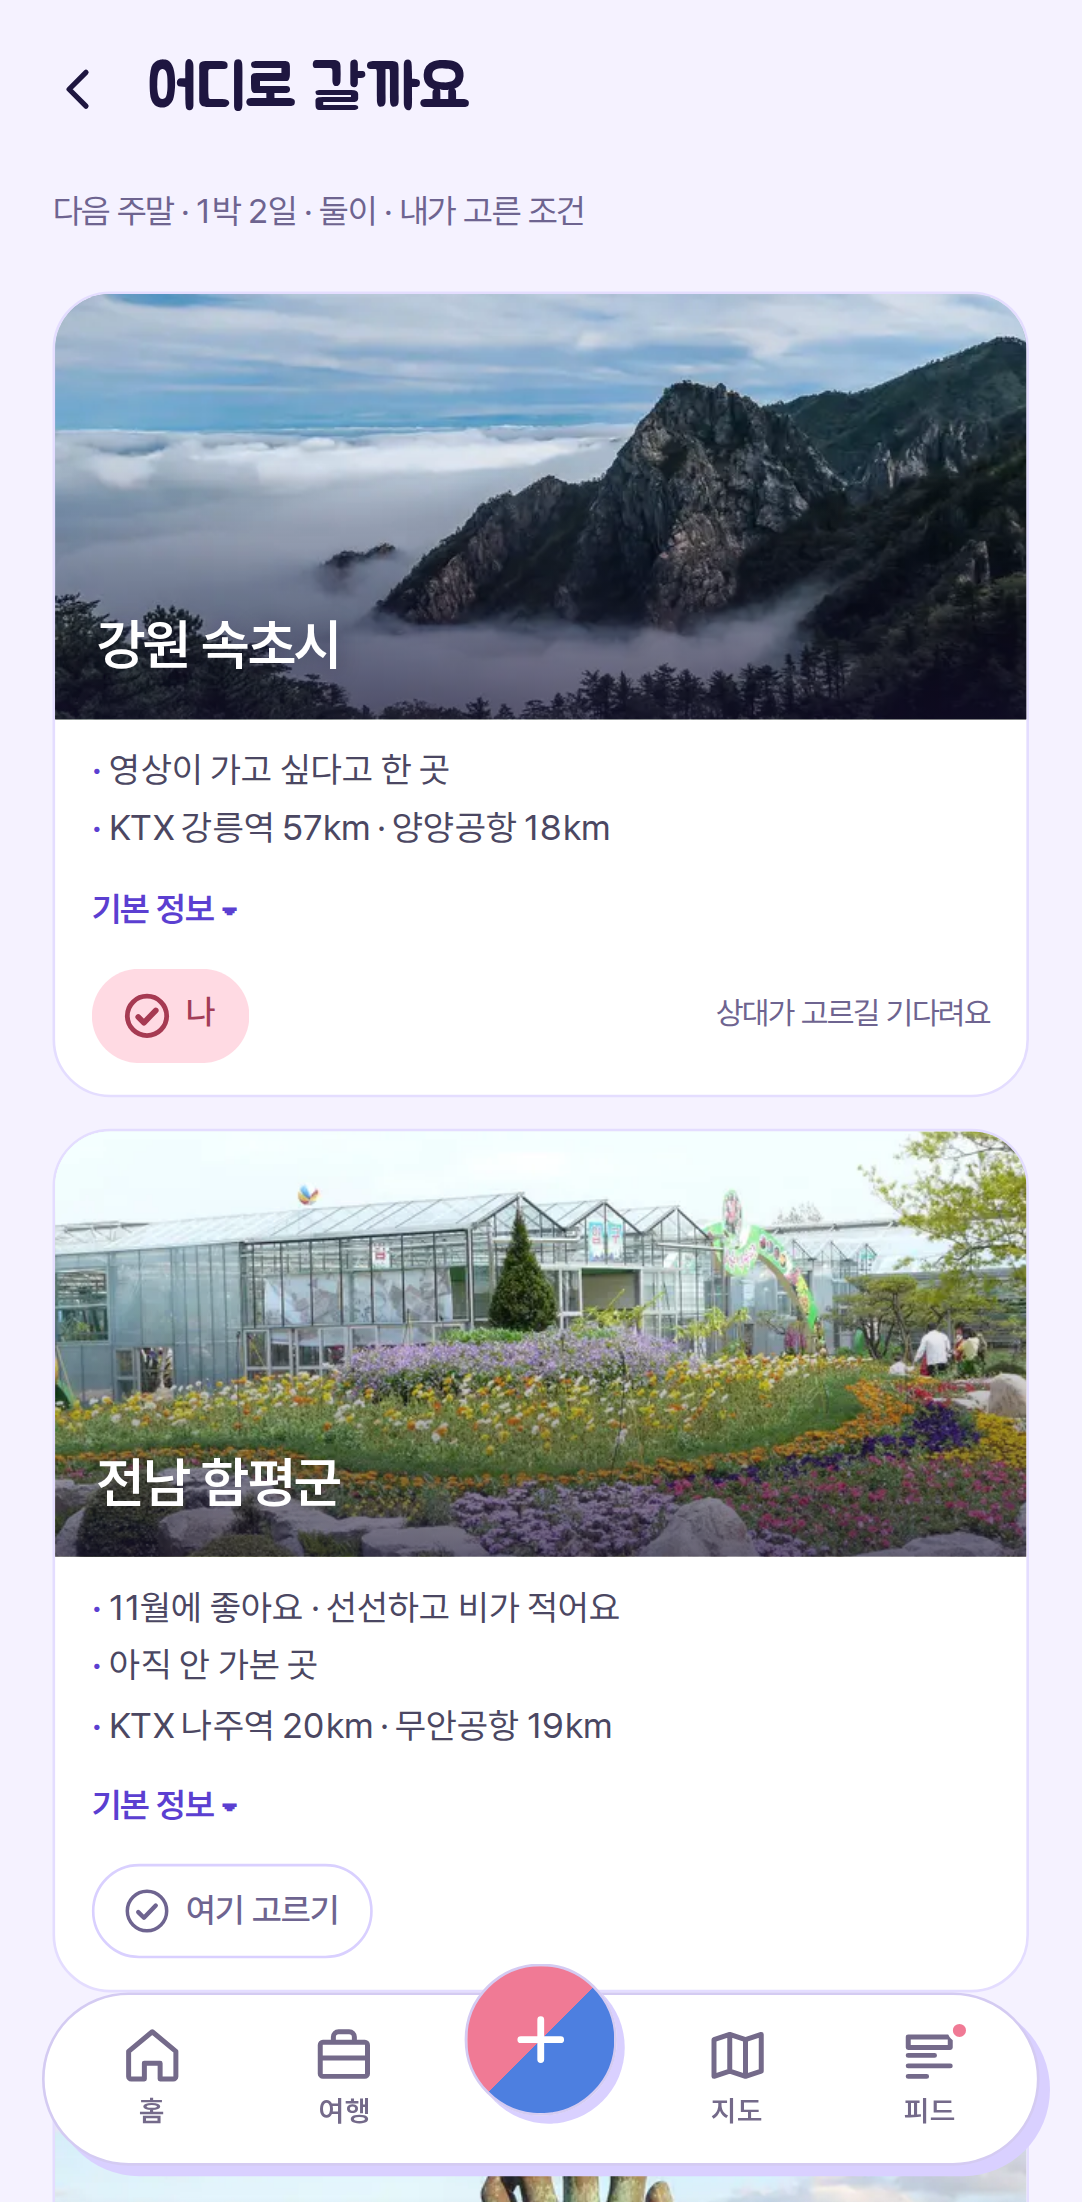 어디로 갈까요
다음 주말 · 1박 2일 · 둘이 · 내가 고른 조건
강원 속초시
· 영상이 가고 싶다고 한 곳
· KTX 강릉역 57km · 양양공항 18km
기본 정보
나
상대가 고르길 기다려요
전남 함평군
· 11월에 좋아요 · 선선하고 비가 적어요
· 아직 안 가본 곳
· KTX 나주역 20km · 무안공항 19km
기본 정보
여기 고르기
홈
여행
지도
피드